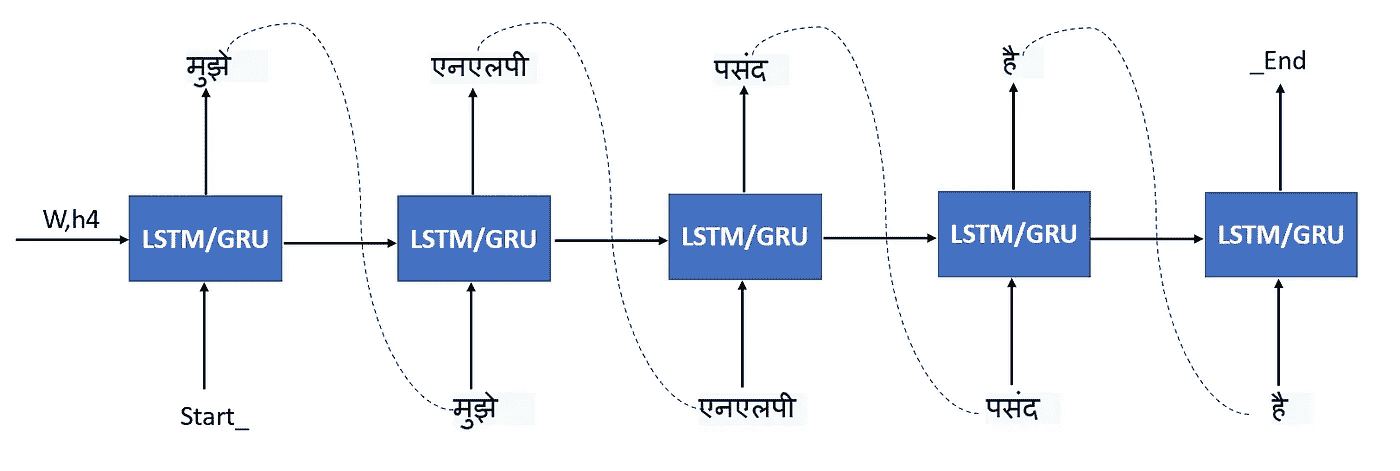 मुझे एनएलपी पसंद है _End
W,h4 LSTM/GRU LSTM/GRU LSTM/GRU LSTM/GRU LSTM/GRU
Start_ मुझे एनएलपी पसंद है